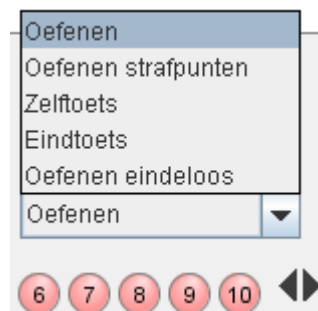 Oefenen
Oefenen strafpunten
Zelftoets
Eindtoets
Oefenen eindeloos
Oefenen
6 7 8 9 10